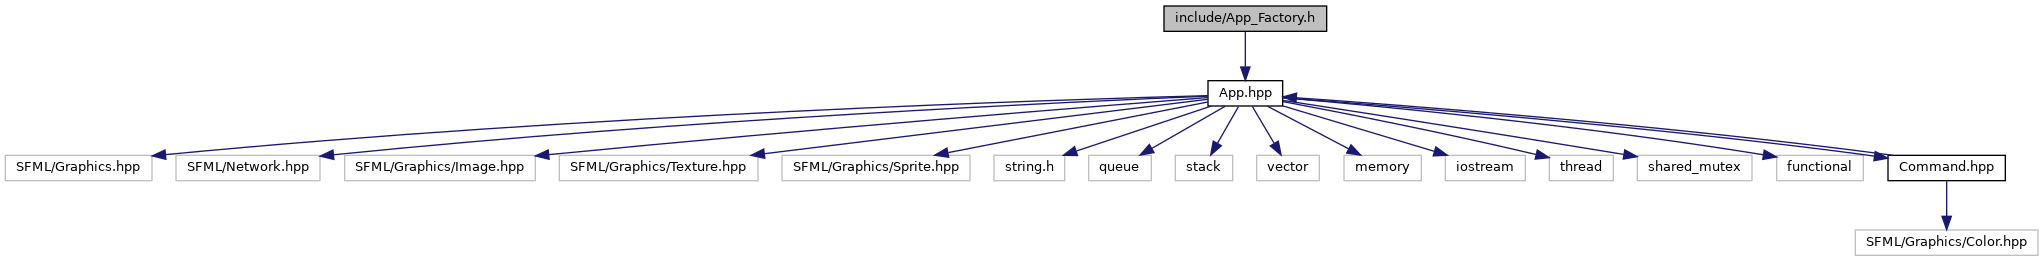 include/App_Factory.h
App.hpp
SFML/Graphics.hpp
SFML/Network.hpp
SFML/Graphics/Image.hpp
SFML/Graphics/Texture.hpp
SFML/Graphics/Sprite.hpp
string.h
queue
stack
vector
memory
iostream
thread
shared_mutex
functional
Command.hpp
SFML/Graphics/Color.hpp